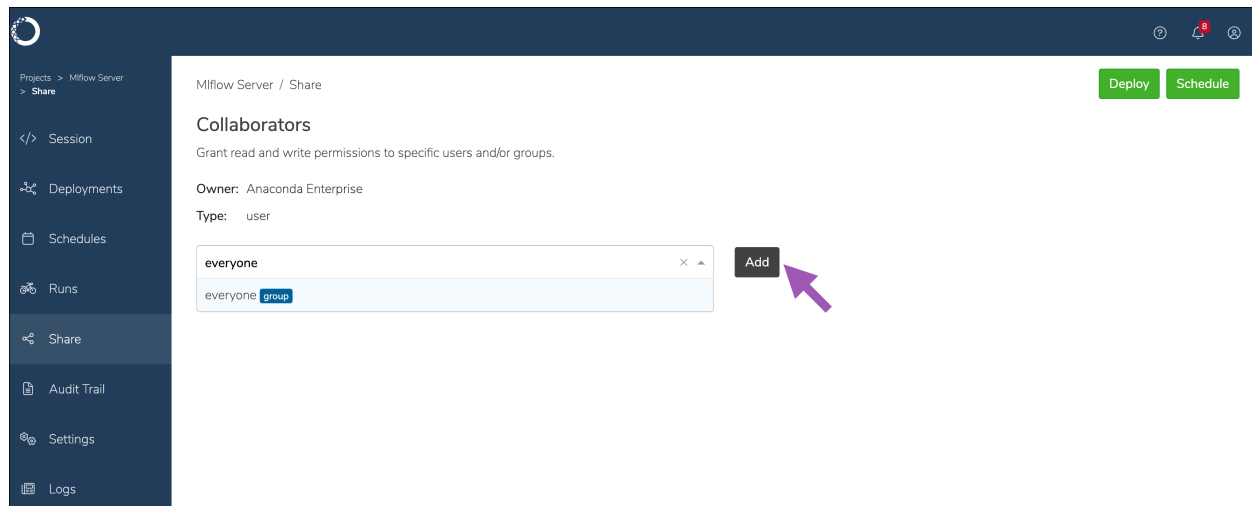 8
Projects > Mlflow Server
> Share
</> Session
Deployments
Schedules
Runs
Share
Audit Trail
Settings
Logs
Mlflow Server / Share
Deploy
Schedule
Collaborators
Grant read and write permissions to specific users and/or groups.
Owner: Anaconda Enterprise
Type: user
everyone
Add
everyone group